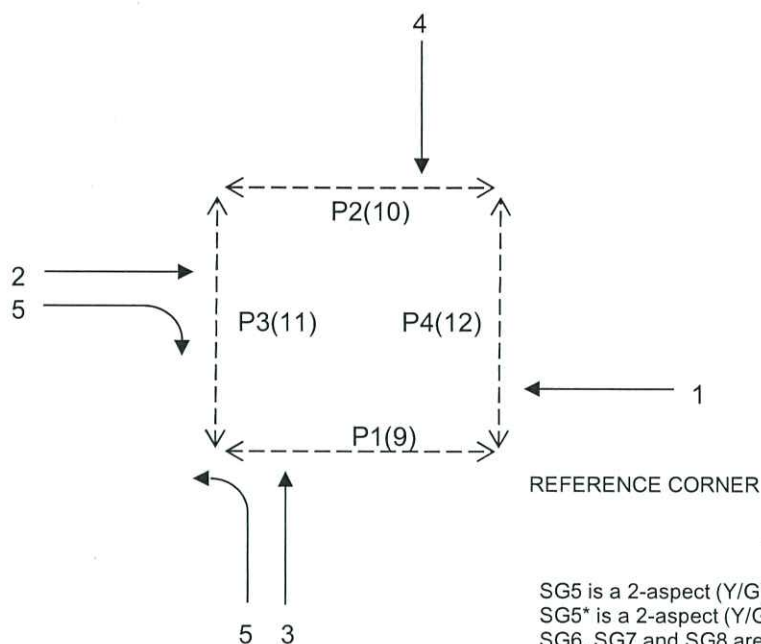 4
P2(10)
2
5
P3(11)
P4(12)
1
P1(9)
REFERENCE CORNER
SG5 is a 2-aspect (Y/G
SG5* is a 2-aspect (Y/G
SG6, SG7 and SG8 are
5
3